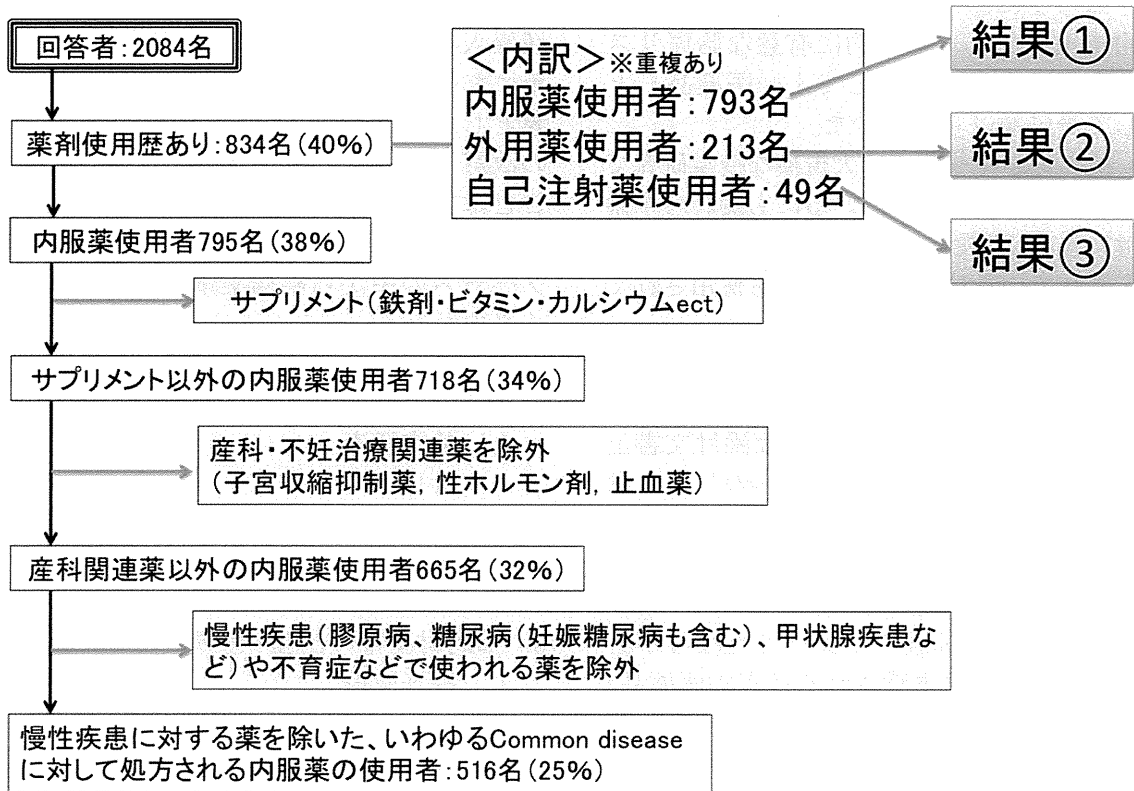 回答者:2084名
薬剤使用歴あり:834名(40%)
<内訳>※重複あり
内服薬使用者:793名
外用薬使用者:213名
自己注射薬使用者:49名
結果①
結果②
結果③
内服薬使用者795名(38%)
サプリメント(鉄剤・ビタミン・カルシウムect)
サプリメント以外の内服薬使用者718名(34%)
産科・不妊治療関連薬を除外
(子宮収縮抑制薬, 性ホルモン剤, 止血薬)
産科関連薬以外の内服薬使用者665名(32%)
慢性疾患(膠原病、糖尿病(妊娠糖尿病も含む)、甲状腺疾患な
ど)や不育症などで使われる薬を除外
慢性疾患に対する薬を除いた、いわゆるCommon disease
に対して処方される内服薬の使用者:516名(25%)